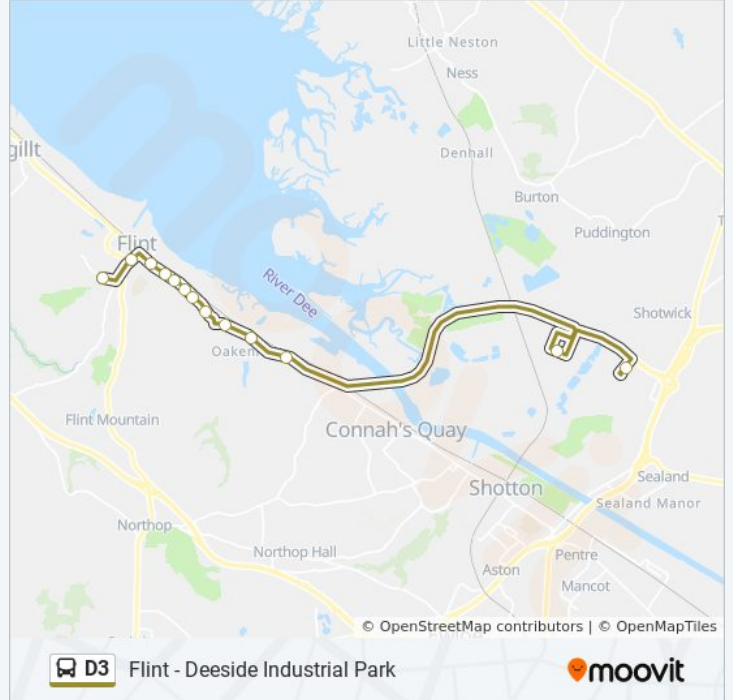 Little Neston
Ness
gillt
Denhall
Burton
Puddington
Flint
River Dee
Shotwick
Flint Mountain
Connah's Quay
Shotton
Sealand
Sealand Manor
Northop
Northop Hall
Pentre
Aston
Mancot
© OpenStreetMap contributors | © OpenMapTiles
D3 Flint - Deeside Industrial Park
moovit